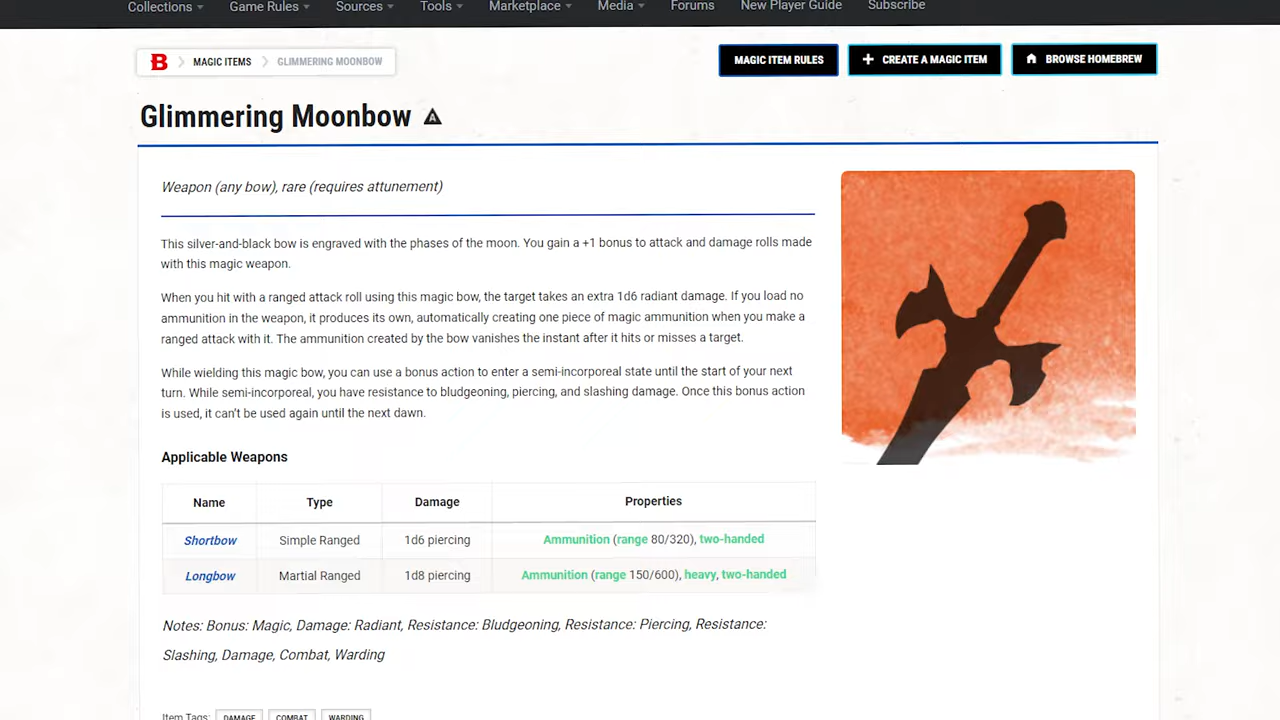 Collections Game Rules Sources Tools Marketplace Media Forums New Player Guide Subscribe
B MAGIC ITEMS GLIMMERING MOONBOW
MAGIC ITEM RULES
CREATE A MAGIC ITEM
BROWSE HOMEBREW
Glimmering Moonbow
Weapon (any bow), rare (requires attunement)
This silver-and-black bow is engraved with the phases of the moon. You gain a +1 bonus to attack and damage rolls made
with this magic weapon.
When you hit with a ranged attack roll using this magic bow, the target takes an extra 1d6 radiant damage. If you load no
ammunition in the weapon, it produces its own, automatically creating one piece of magic ammunition when you make a
ranged attack with it. The ammunition created by the bow vanishes the instant after it hits or misses a target.
While wielding this magic bow, you can use a bonus action to enter a semi-incorporeal state until the start of your next
turn. While semi-incorporeal, you have resistance to bludgeoning, piercing, and slashing damage. Once this bonus action
is used, it can't be used again until the next dawn.
Applicable Weapons
Name Type Damage Properties
Shortbow Simple Ranged 1d6 piercing Ammunition (range 80/320), two-handed
Longbow Martial Ranged 1d8 piercing Ammunition (range 150/600), heavy, two-handed
Notes: Bonus: Magic, Damage: Radiant, Resistance: Bludgeoning, Resistance: Piercing, Resistance:
Slashing, Damage, Combat, Warding
Item Tags: DAMAGE COMBAT WARDING